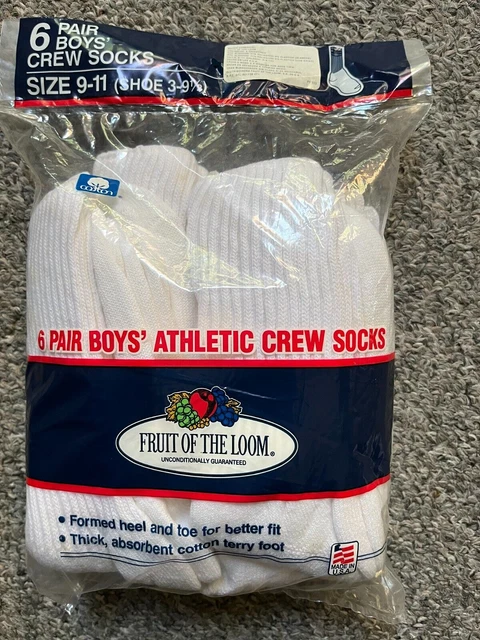 6 PAIR
BOYS'
CREW SOCKS
SIZE 9-11 (SHOE 3-9½)
cotton
6 PAIR BOYS' ATHLETIC CREW SOCKS
FRUIT OF THE LOOM®
UNCONDITIONALLY GUARANTEED
• Formed heel and toe for better fit
• Thick, absorbent cotton terry foot
MADE IN
U.S.A.